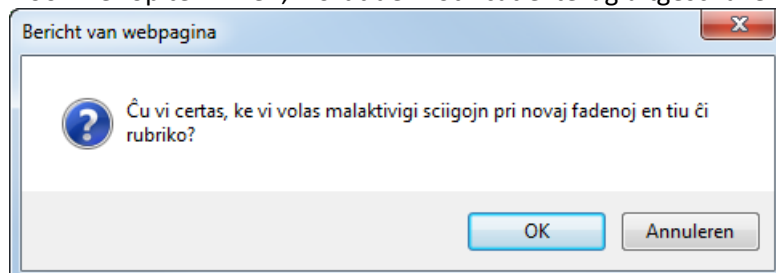 Bericht van webpagina
Ĉu vi certas, ke vi volas malaktivigi sciigojn pri novaj fadenoj en tiu ĉi
rubriko?
OK Annuleren